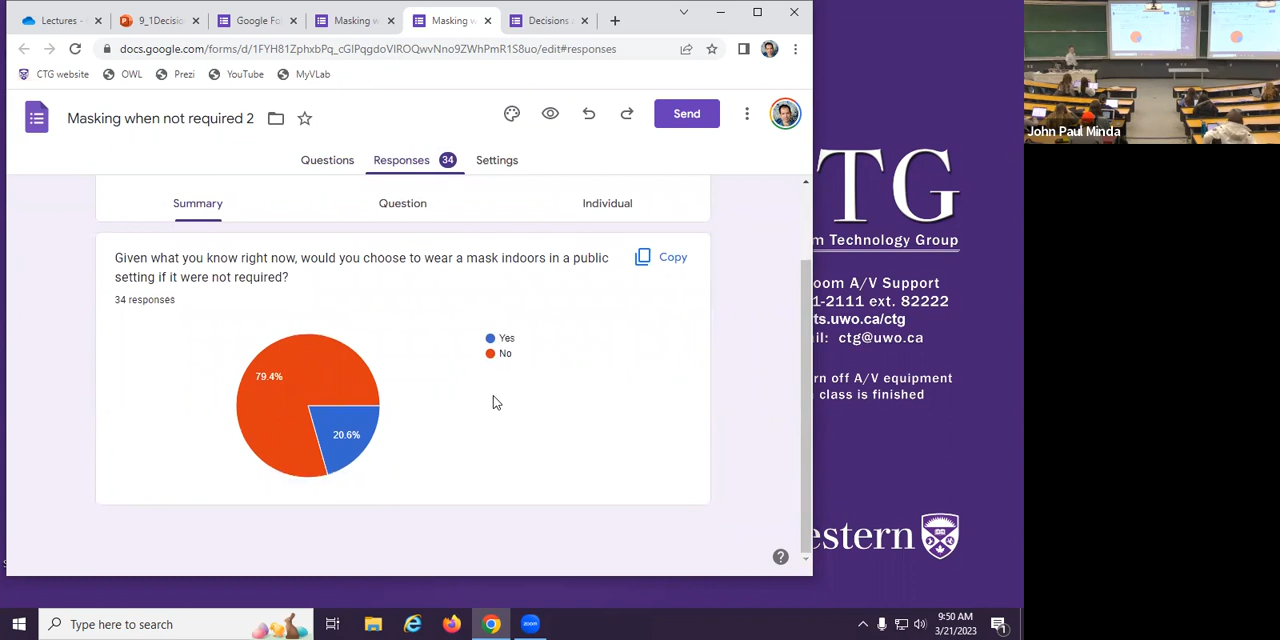 Lectures -
9_1Decision
Google Fo
Masking w
Masking w
Decisions a
docs.google.com/forms/d/1FYH81ZphxbPq_cGIPqgdoVIROQwvNno9ZWhPmR1S8uo/edit#responses
CTG website
OWL
Prezi
YouTube
MyVLab
Masking when not required 2
Send
Questions
Responses 34
Settings
Summary
Question
Individual
Given what you know right now, would you choose to wear a mask indoors in a public
setting if it were not required?
34 responses
Copy
Yes
No
79.4%
20.6%
TG
m Technology Group
oom A/V Support
1-2111 ext. 82222
ts.uwo.ca/ctg
il: ctg@uwo.ca
rn off A/V equipment
class is finished
estern
John Paul Minda
Type here to search
zoom
9:50 AM
3/21/2023
1